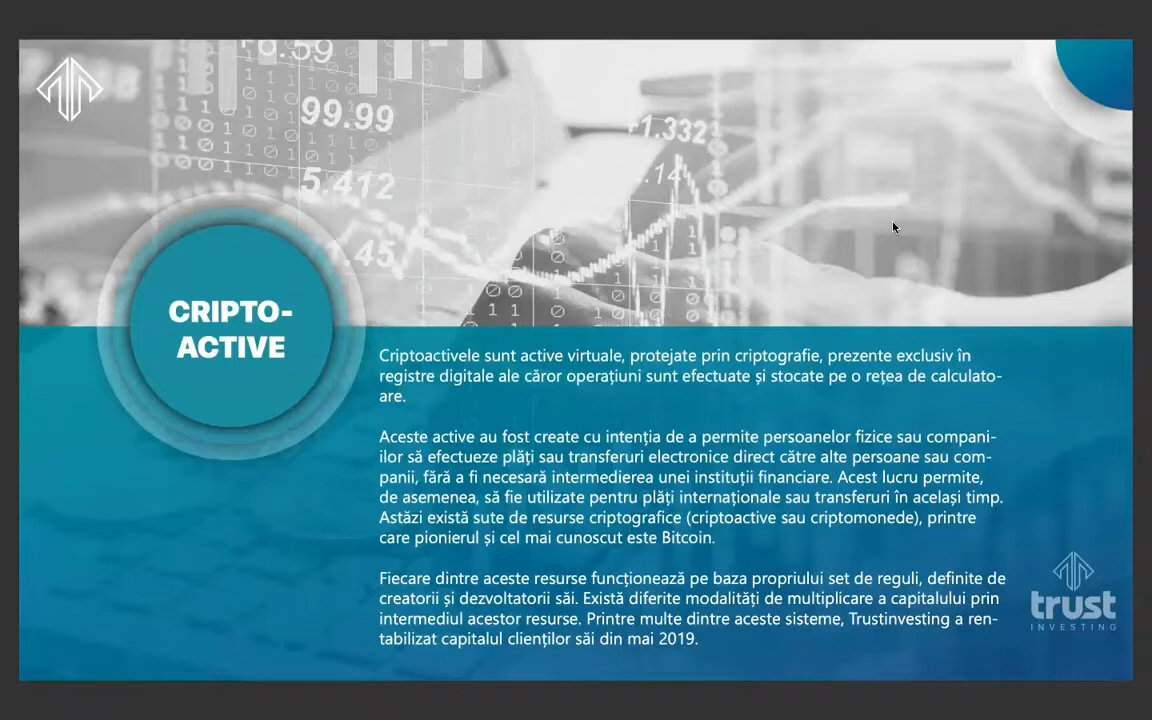 6.59
99.99
5.412
1.45
1.332
.14
CRIPTO-
ACTIVE
Criptoactivele sunt active virtuale, protejate prin criptografie, prezente exclusiv în
registre digitale ale căror operațiuni sunt efectuate și stocate pe o rețea de calculato-
are.
Aceste active au fost create cu intenția de a permite persoanelor fizice sau compani-
ilor să efectueze plăți sau transferuri electronice direct către alte persoane sau com-
panii, fără a fi necesară intermedierea unei instituții financiare. Acest lucru permite,
de asemenea, să fie utilizate pentru plăți internaționale sau transferuri în același timp.
Astăzi există sute de resurse criptografice (criptoactive sau criptomonede), printre
care pionierul și cel mai cunoscut este Bitcoin.
Fiecare dintre aceste resurse funcționează pe baza propriului set de reguli, definite de
creatorii și dezvoltatorii săi. Există diferite modalități de multiplicare a capitalului prin
intermediul acestor resurse. Printre multe dintre aceste sisteme, Trustinvesting a ren-
tabilizat capitalul clienților săi din mai 2019.
trust
INVESTING